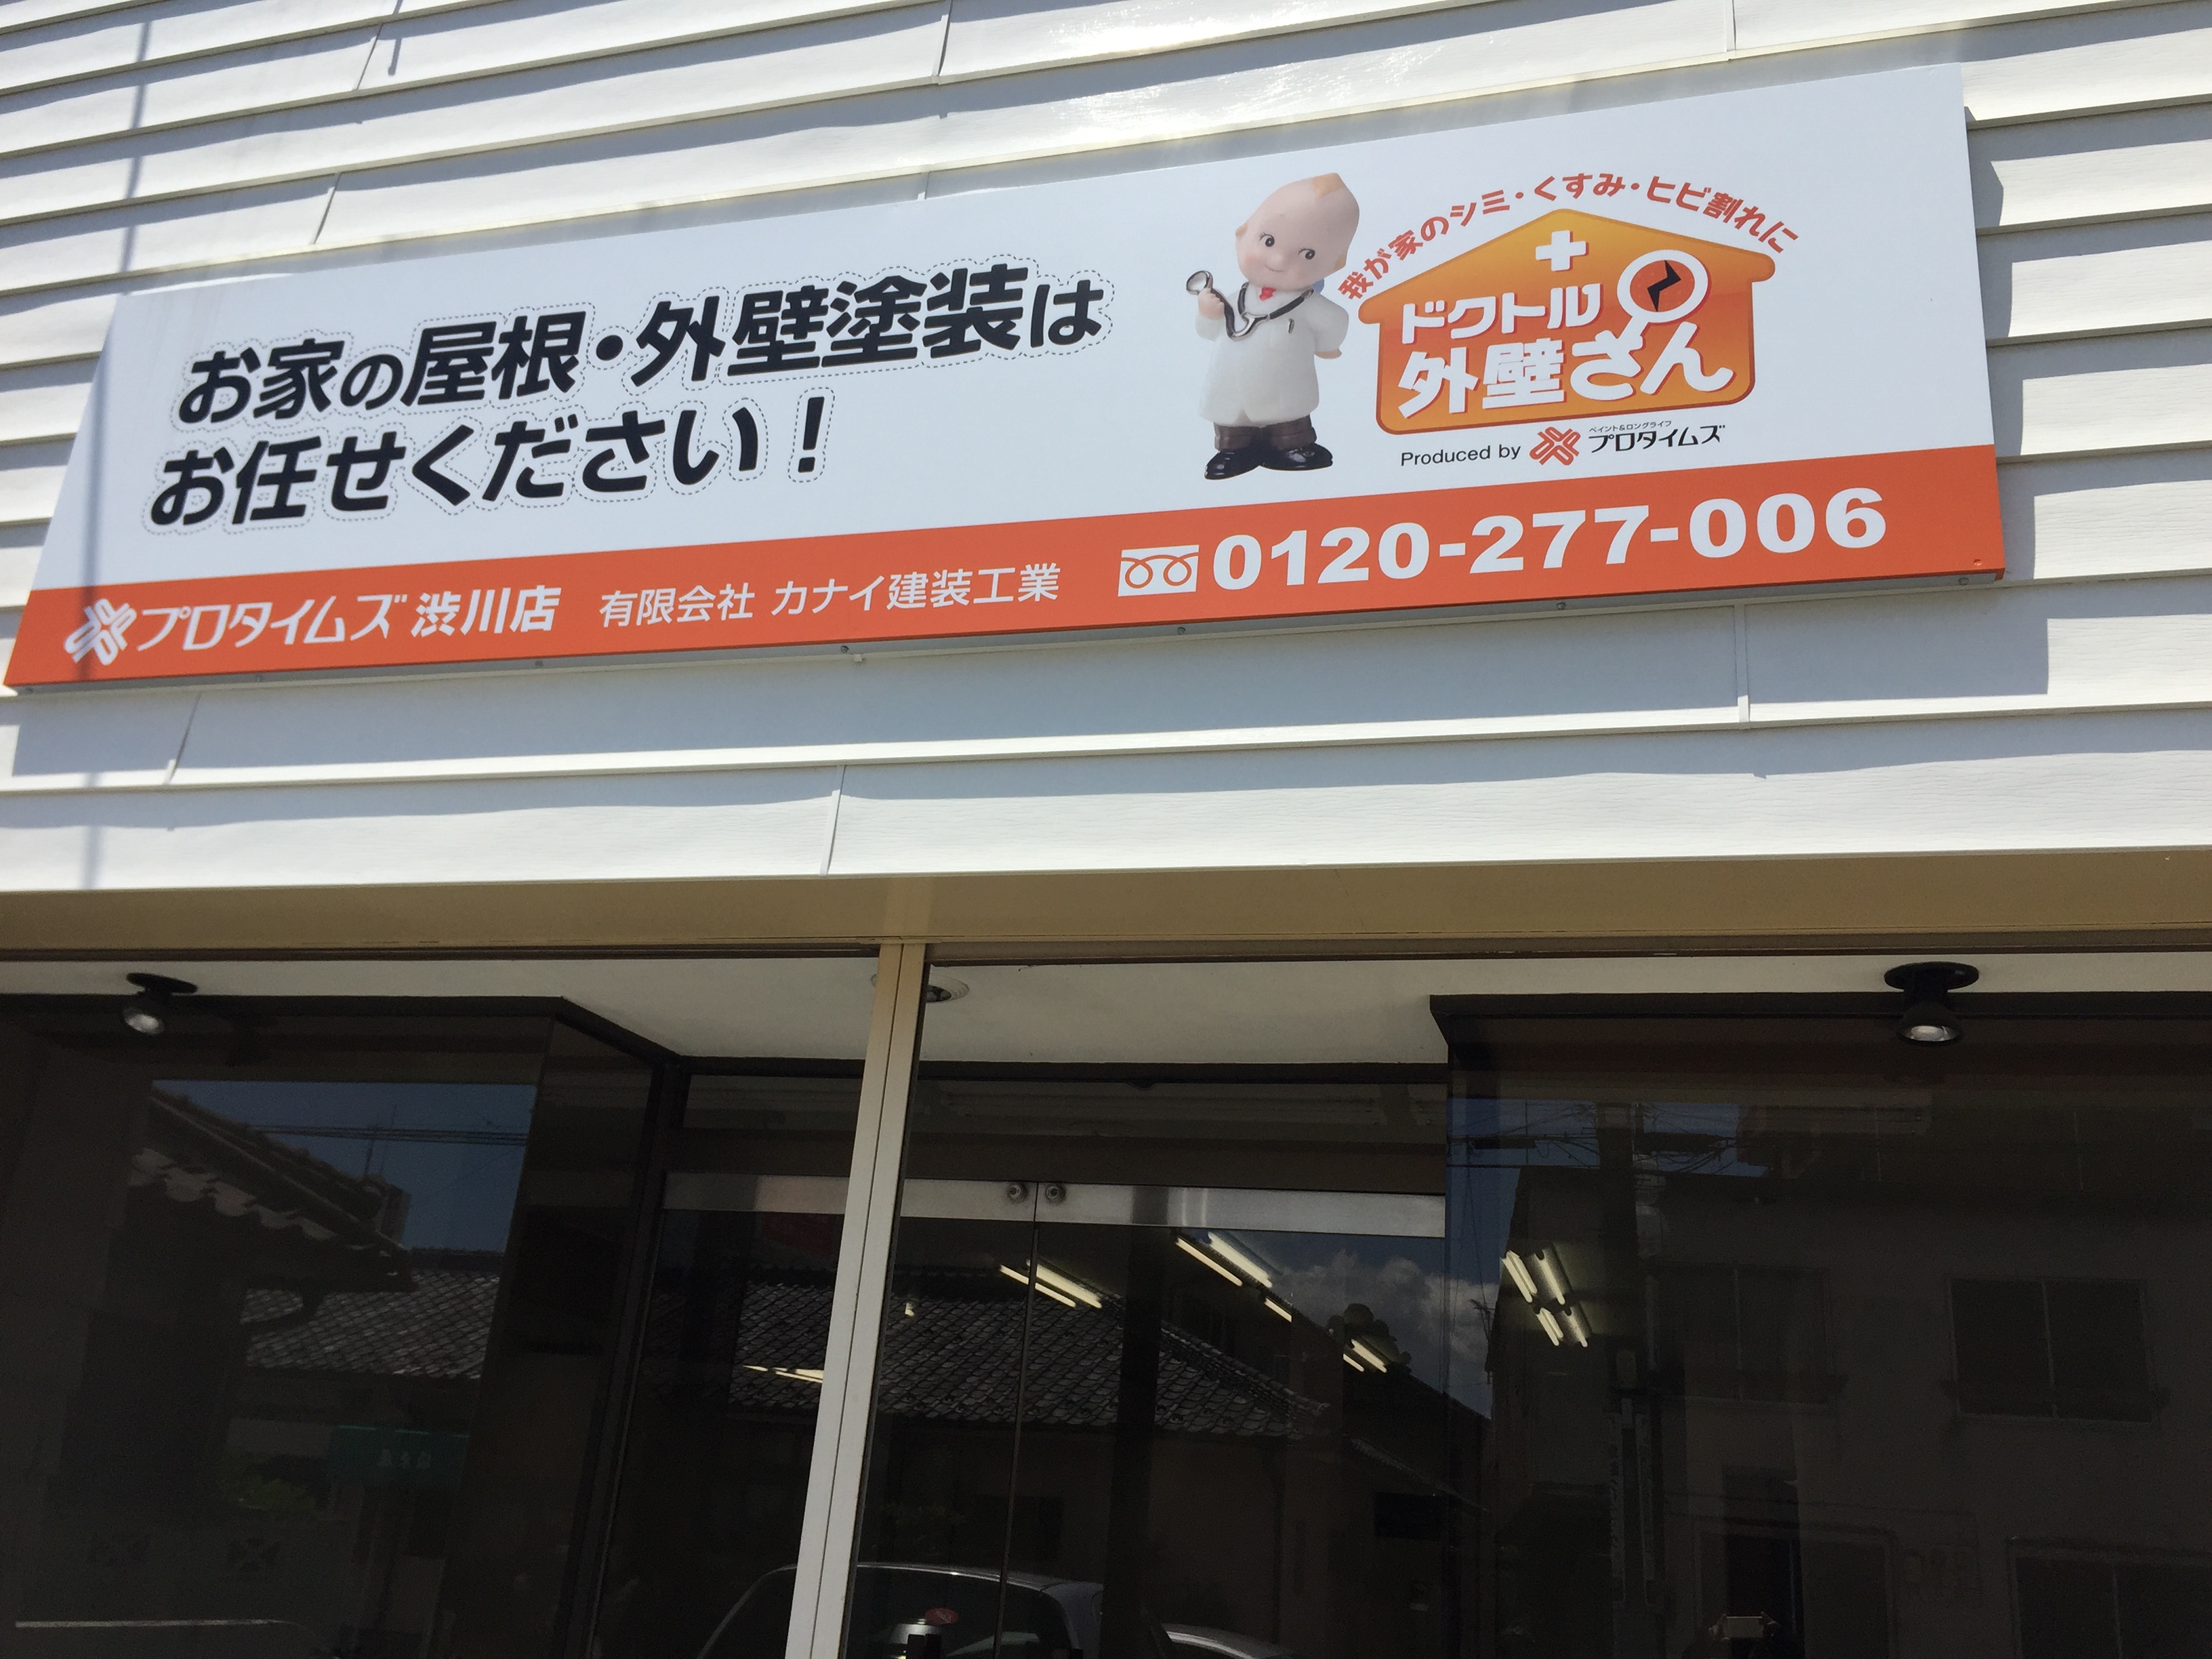 お家の屋根・外壁塗装は
お任せください！
我が家のシミ・くすみ・ヒビ割れに
ドクトル
外壁さん
Produced by ペイント&ロングライフ プロタイムズ
プロタイムズ 渋川店 有限会社 カナイ建装工業 0120-277-006